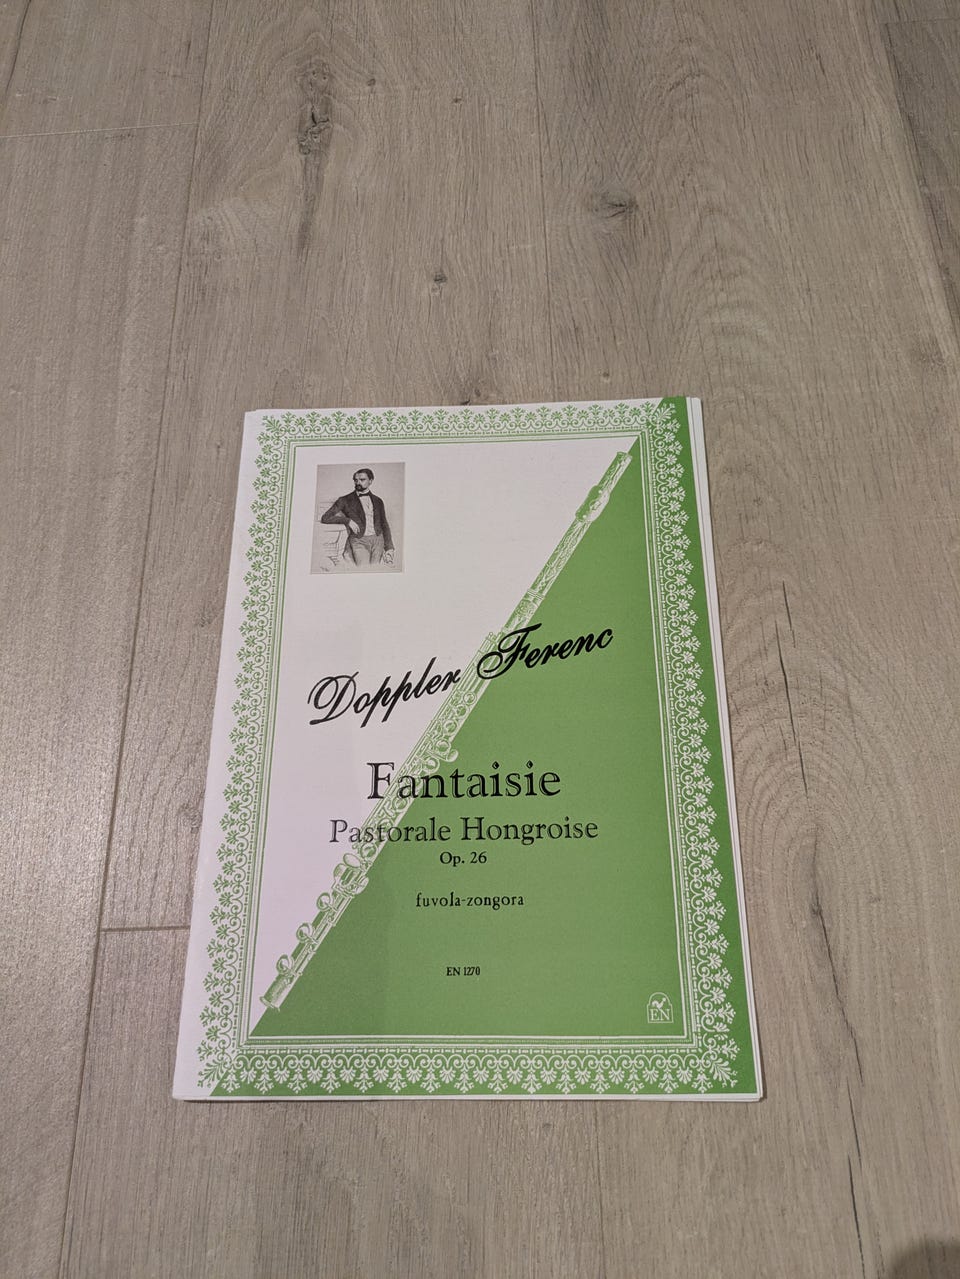 Doppler Ferenc
Fantaisie
Pastorale Hongroise
Op. 26
fuvola-zongora
EN 1270
EN